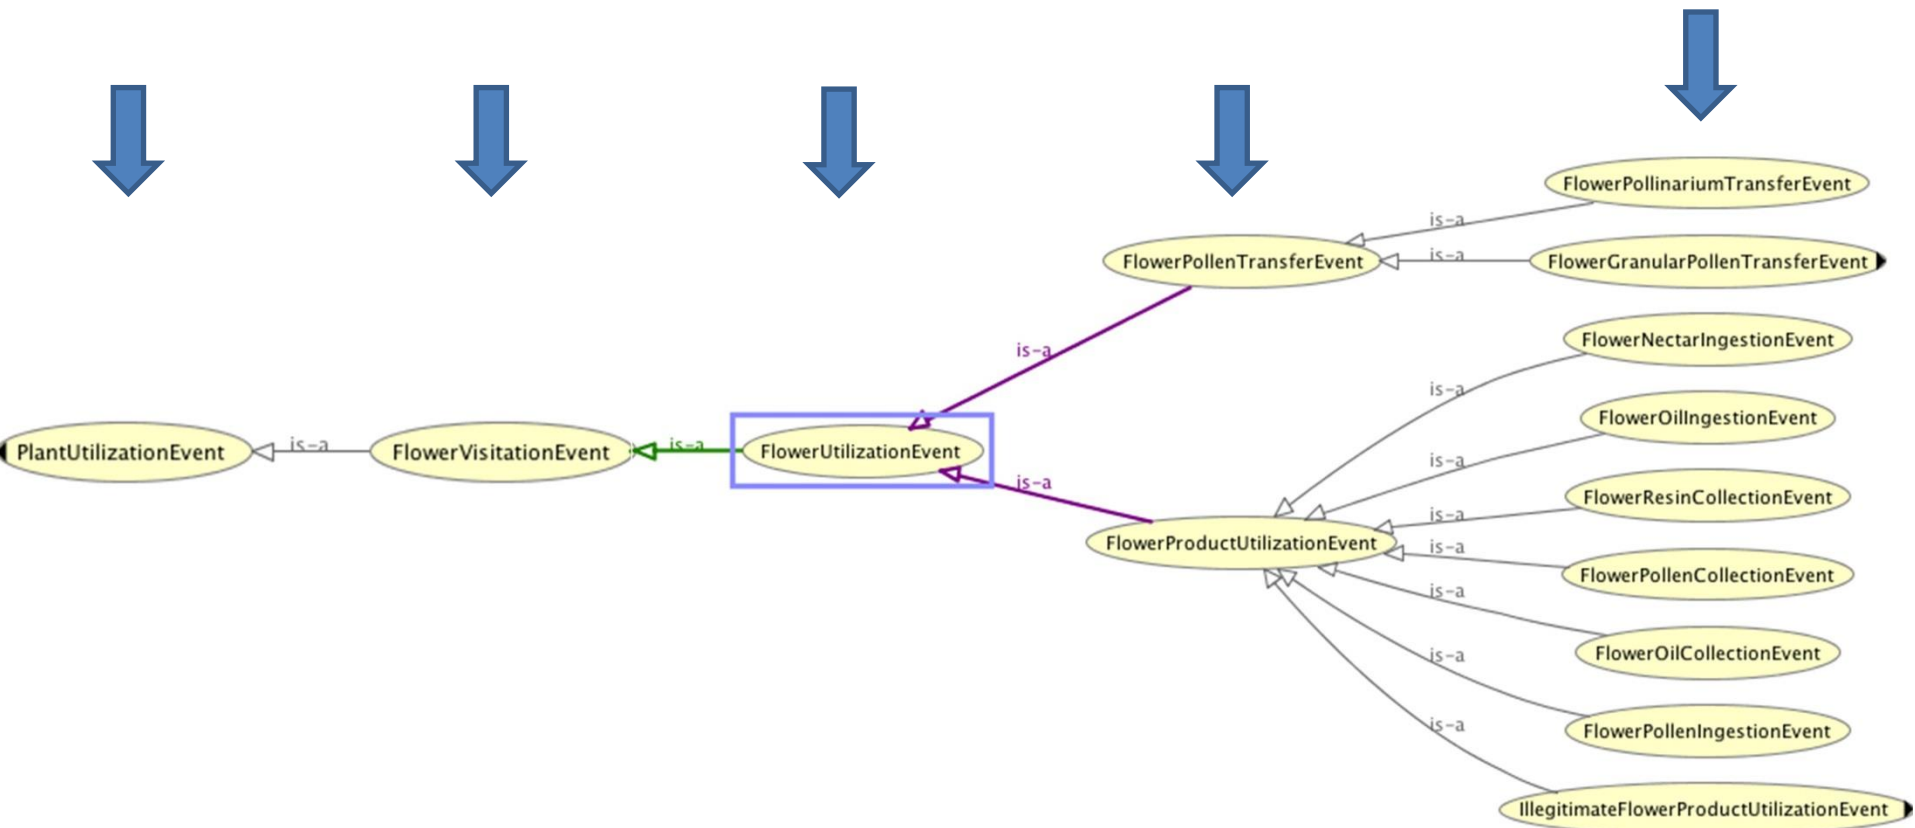 FlowerPollinariumTransferEvent
is-a
FlowerPollenTransferEvent
is-a
FlowerGranularPollenTransferEvent
FlowerNectarIngestionEvent
is-a
is-a
FlowerOilIngestionEvent
PlantUtilizationEvent
is-a
FlowerVisitationEvent
is-a
FlowerUtilizationEvent
is-a
is-a
FlowerResinCollectionEvent
is-a
FlowerProductUtilizationEvent
is-a
FlowerPollenCollectionEvent
is-a
FlowerOilCollectionEvent
is-a
FlowerPollenIngestionEvent
is-a
IllegitimateFlowerProductUtilizationEvent